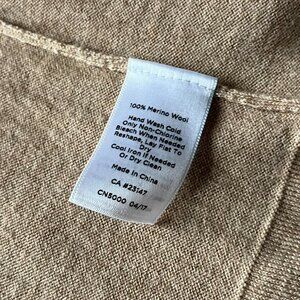 100% Merino Wool
Hand Wash Cold
Only Non-Chlorine
Bleach When Needed
Reshape, Lay Flat To
Dry
Cool Iron If Needed
Or Dry Clean
Made In China
CA #23147
CN5000 04/17